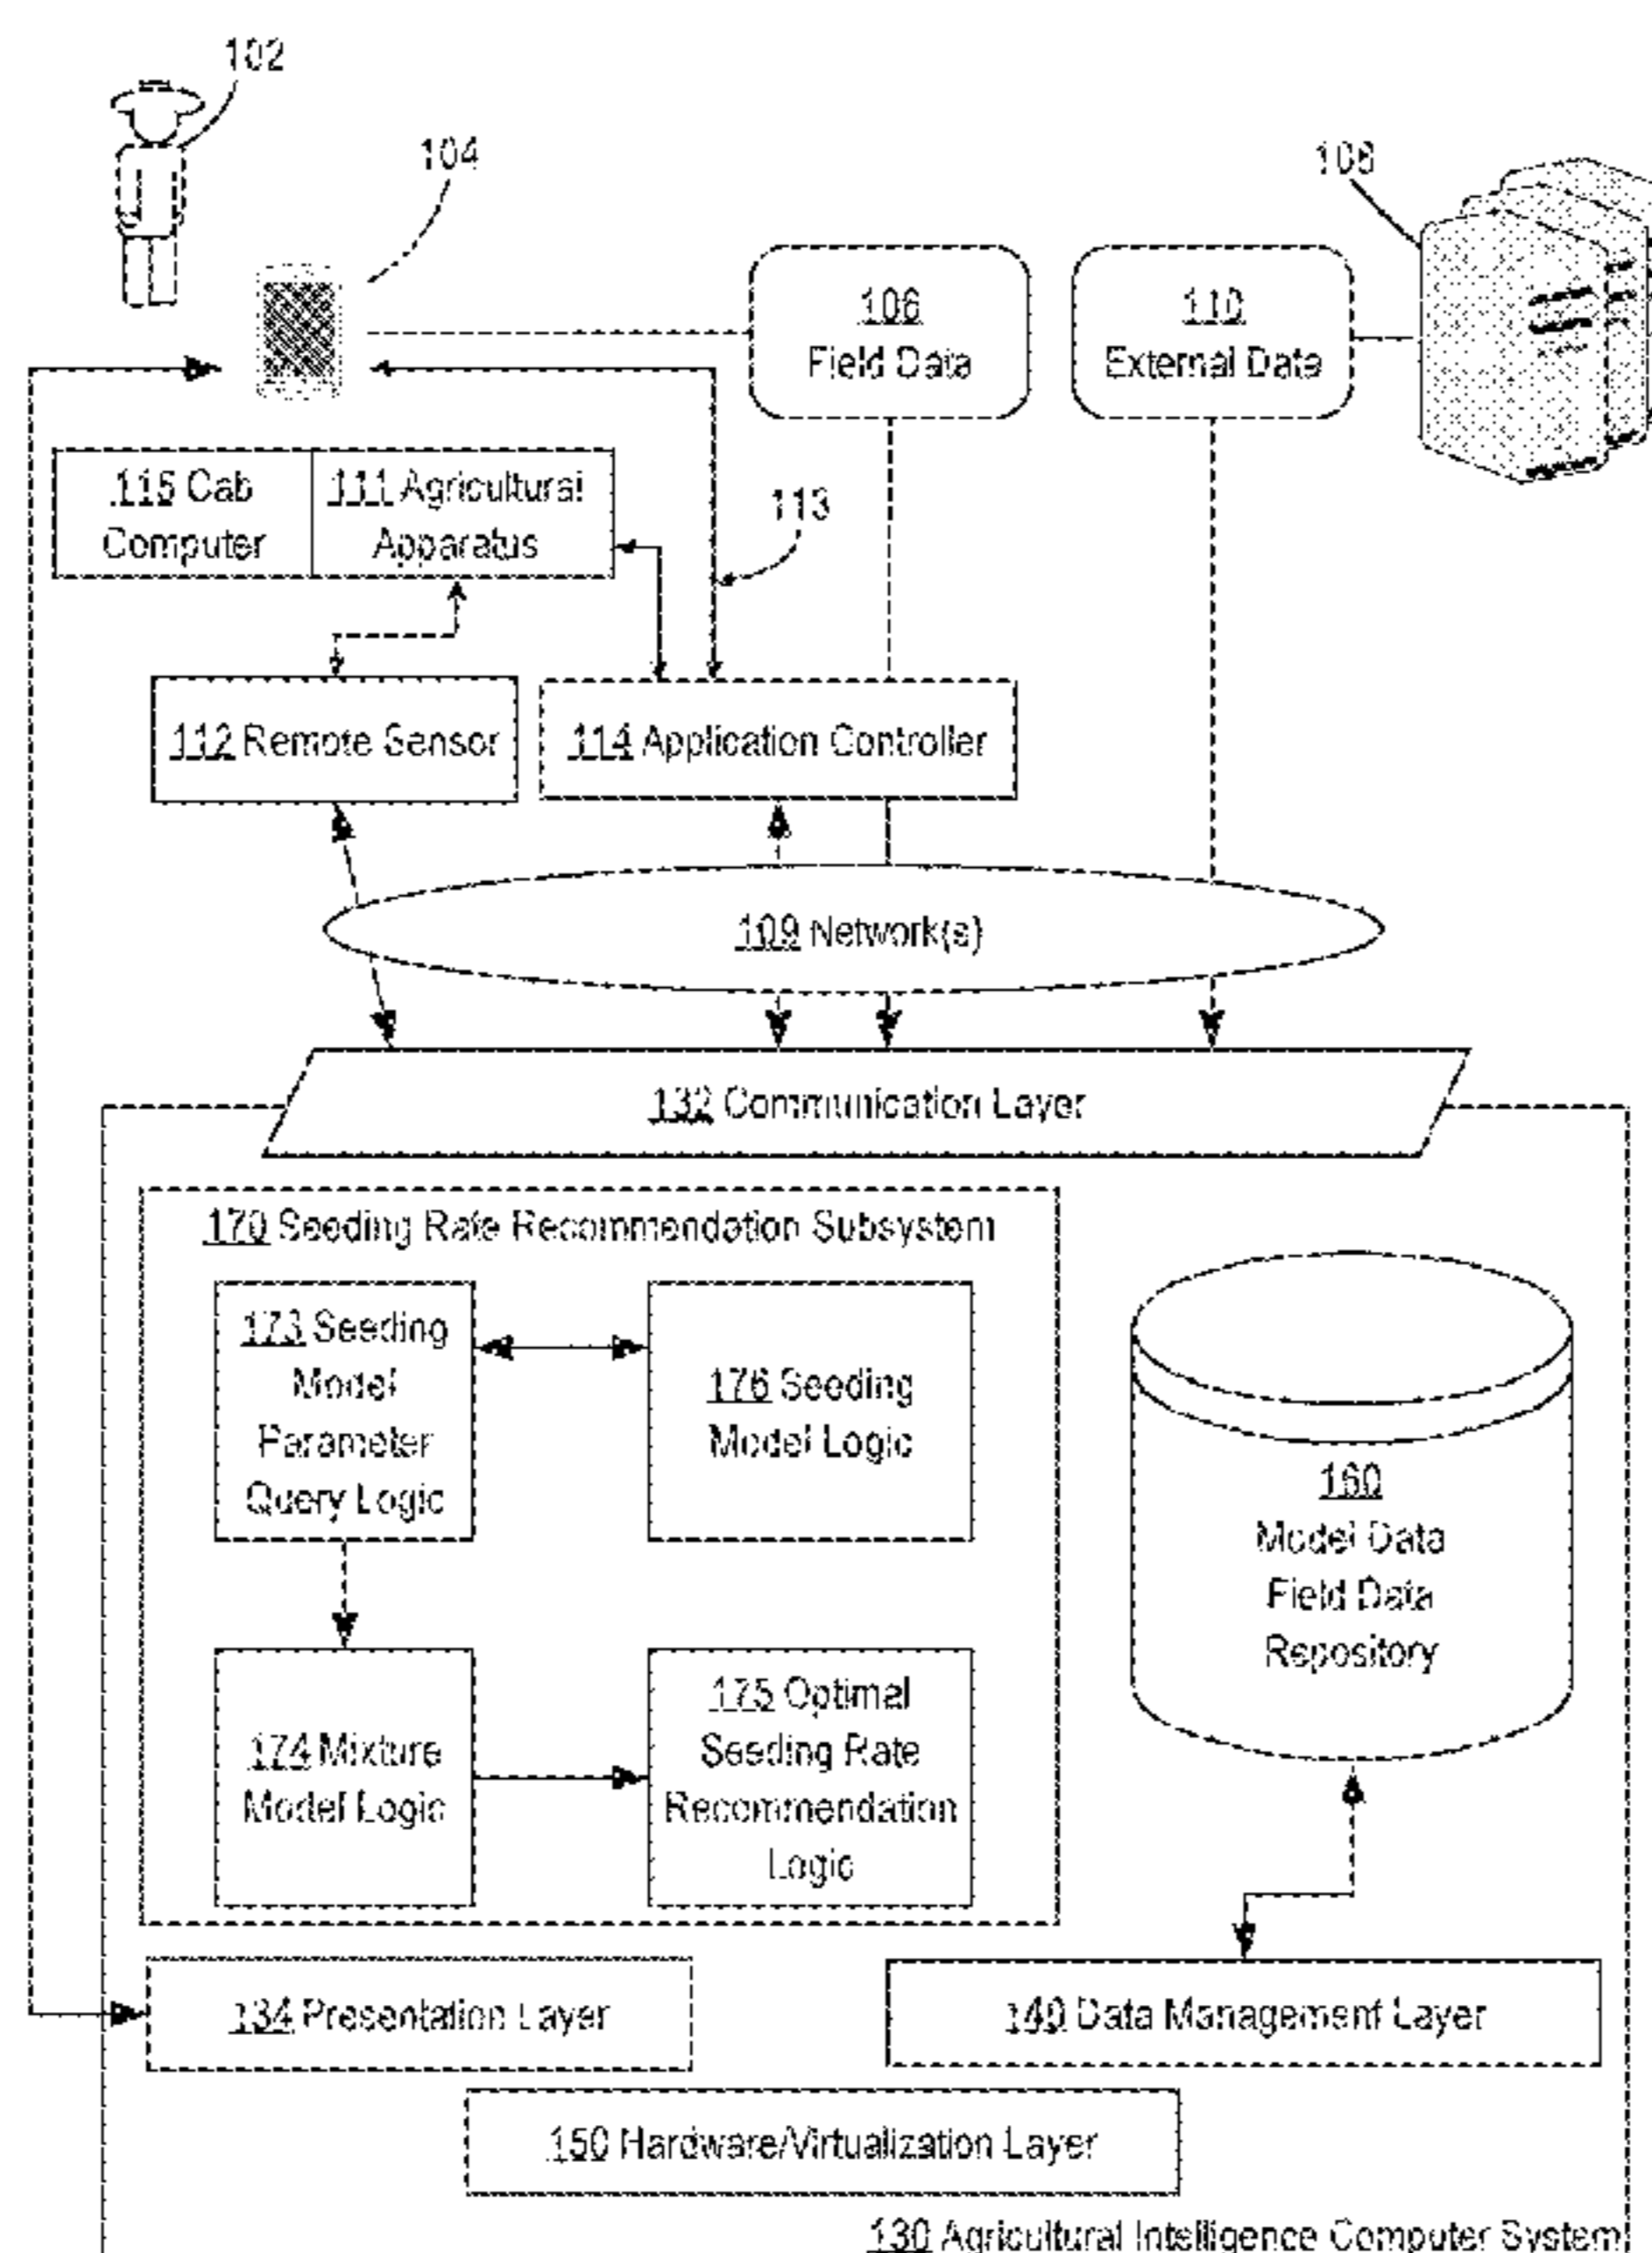 102
104
108
106
Field Data
110
External Data
115 Cab
Computer
111 Agricultural
Apparatus
113
112 Remote Sensor
114 Application Controller
109 Network(s)
132 Communication Layer
170 Seeding Rate Recommendation Subsystem
173 Seeding
Model
Parameter
Query Logic
176 Seeding
Model Logic
160
Model Data
Field Data
Repository
174 Mixture
Model Logic
175 Optimal
Seeding Rate
Recommendation
Logic
134 Presentation Layer
140 Data Management Layer
150 Hardware/Virtualization Layer
130 Agricultural Intelligence Computer System